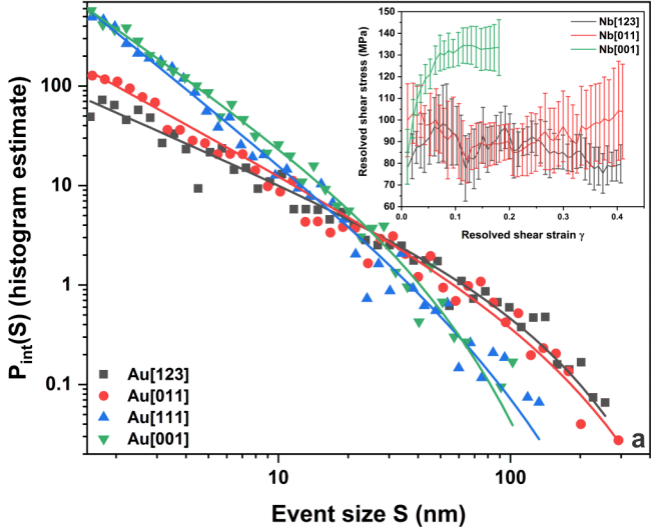 P_int(S) (histogram estimate)
100
10
1
0.1
10
100
Event size S (nm)
Au[123]
Au[011]
Au[111]
Au[001]
a
Resolved shear stress (MPa)
150
140
130
120
110
100
90
80
70
60
0.0
0.1
0.2
0.3
0.4
Resolved shear strain γ
Nb[123]
Nb[011]
Nb[001]